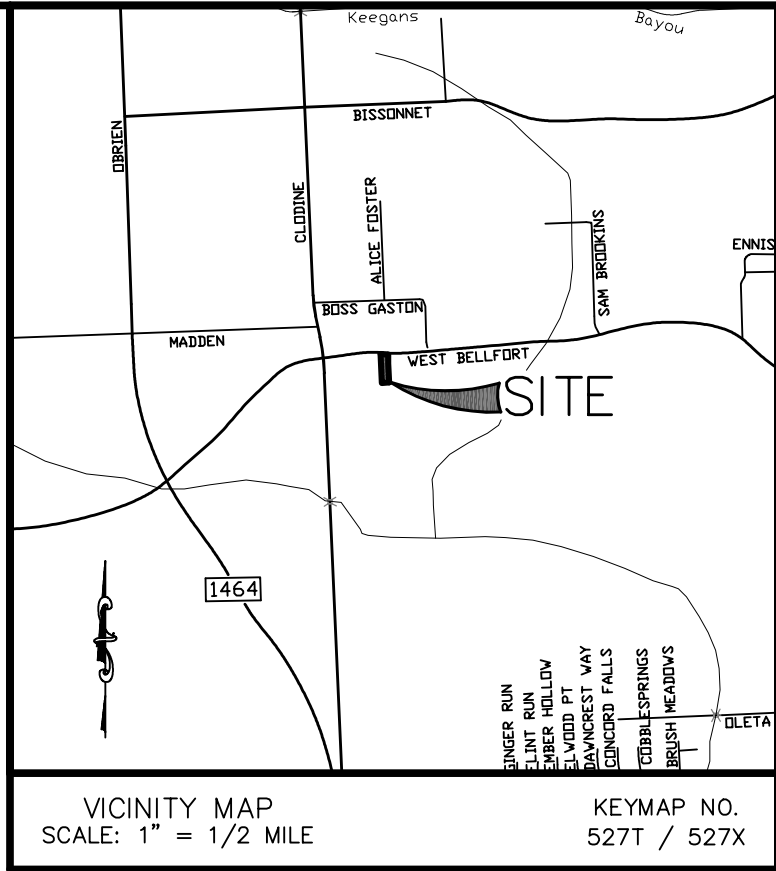 Keegans
Bayou
BISSONNET
OBRIEN
CLODINE
ALICE FOSTER
SAM BROOKINS
ENNIS
BOSS GASTON
MADDEN
WEST BELLFORT
SITE
1464
GINGER RUN
FLINT RUN
EMBER HOLLOW
ELWOOD PT
DAWNCREST WAY
CONCORD FALLS
COBBLESPRINGS
BRUSH MEADOWS
OLETA
VICINITY MAP
SCALE: 1" = 1/2 MILE
KEYMAP NO.
527T / 527X